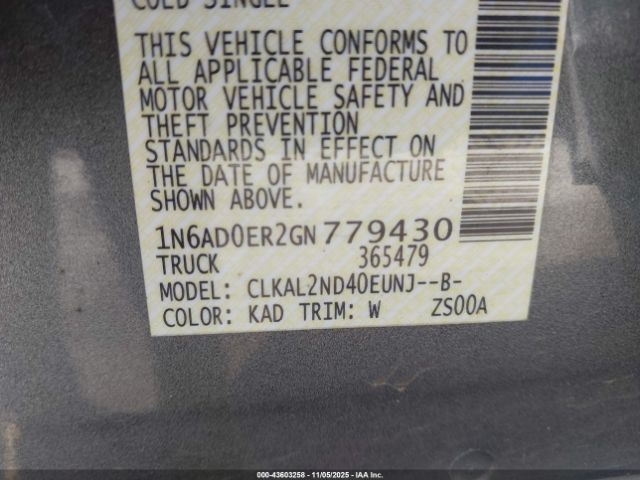 COLD SINGLE
THIS VEHICLE CONFORMS TO
ALL APPLICABLE FEDERAL
MOTOR VEHICLE SAFETY AND
THEFT PREVENTION
STANDARDS IN EFFECT ON
THE DATE OF MANUFACTURE
SHOWN ABOVE.
1N6AD0ER2GN779430
TRUCK 365479
MODEL: CLKAL2ND40EUNJ--B-
COLOR: KAD TRIM: W ZS00A
000-43603258 - 11/05/2025 - IAA Inc.